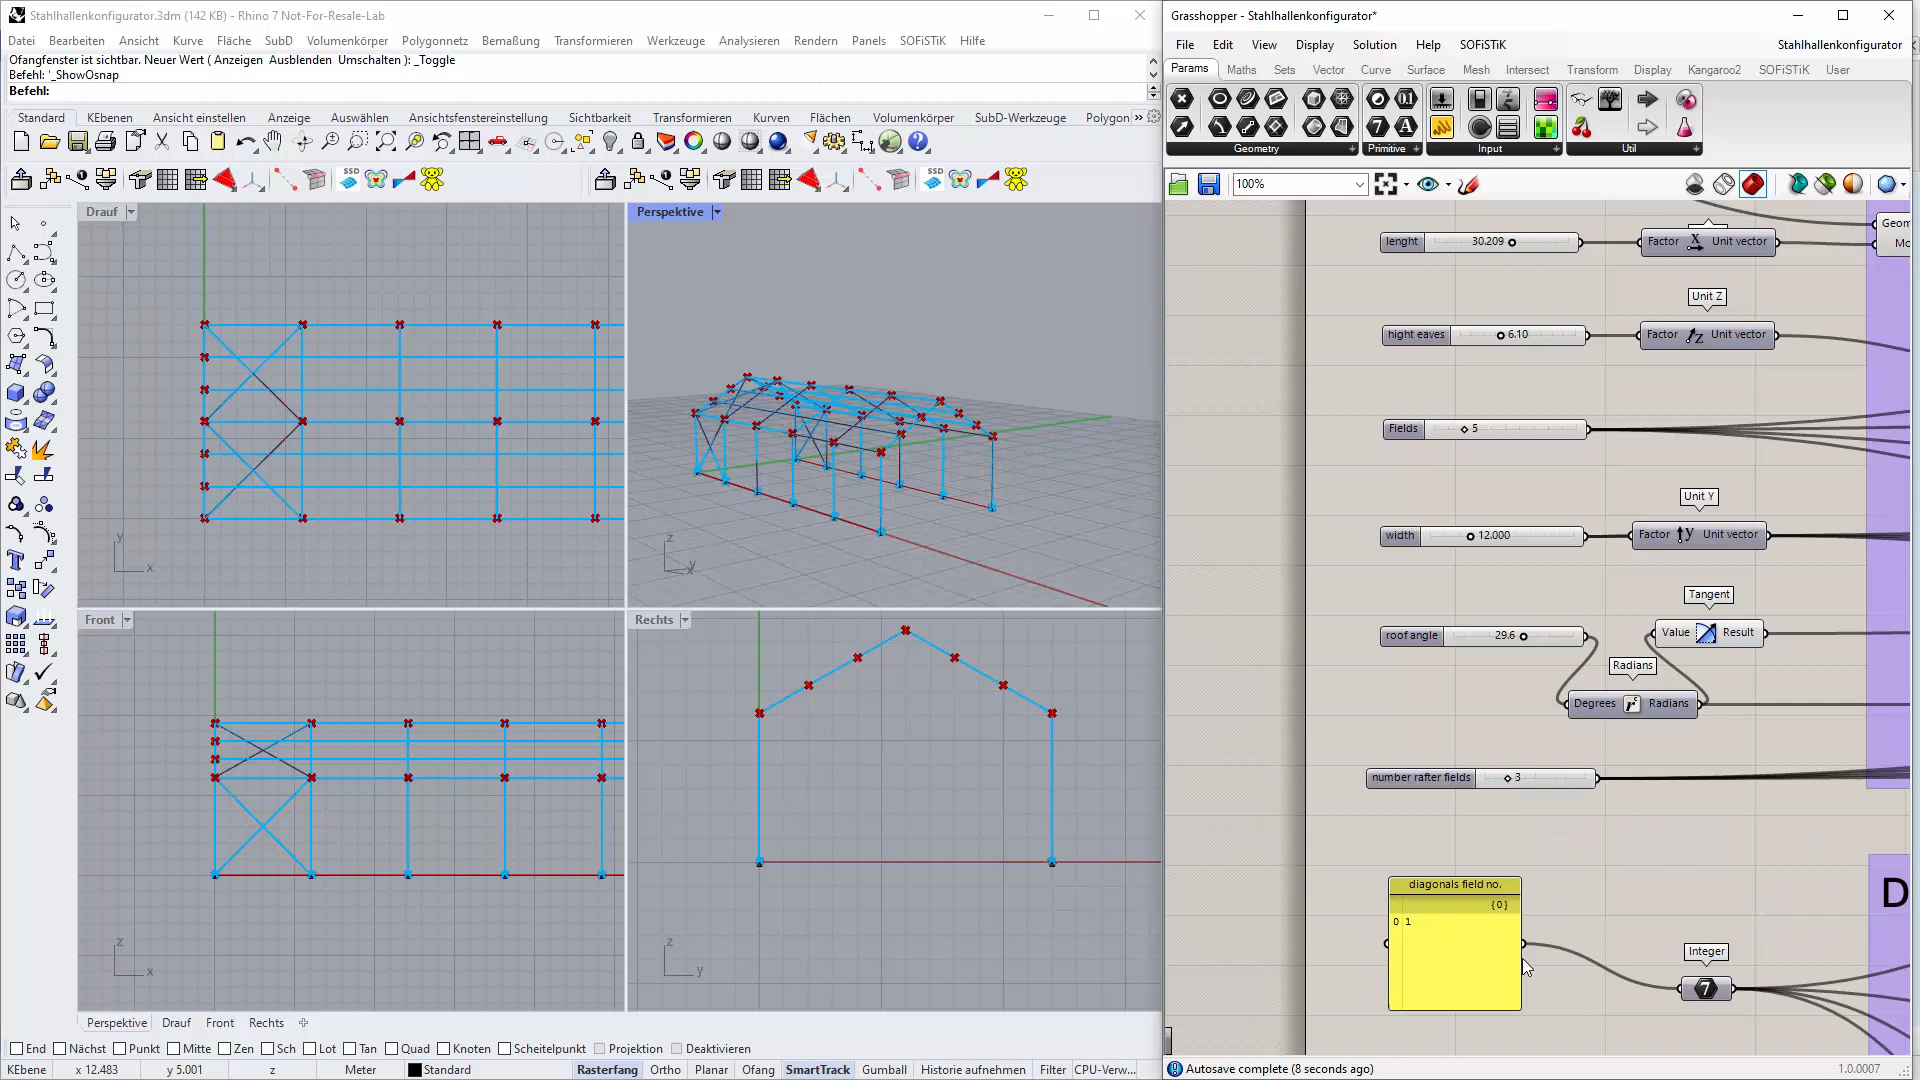 Stahlhallenkonfigurator.3dm (142 KB) - Rhino 7 Not-For-Resale-Lab
Datei Bearbeiten Ansicht Kurve Fläche SubD Volumenkörper Polygonnetz Bemaßung Transformieren Werkzeuge Analysieren Rendern Panels SOFiSTiK Hilfe
Ofangfenster ist sichtbar. Neuer Wert ( Anzeigen Ausblenden Umschalten ): _Toggle
Befehl: '_ShowOsnap
Befehl:
Standard KEbenen Ansicht einstellen Anzeige Auswählen Ansichtsfenstereinstellung Sichtbarkeit Transformieren Kurven Flächen Volumenkörper SubD-Werkzeuge Polygon »
Drauf
Perspektive
Front
Rechts
y
x
z
y
x
z
x
z
y
Perspektive Drauf Front Rechts
End Nächst Punkt Mitte Zen Sch Lot Tan Quad Knoten Scheitelpunkt Projektion Deaktivieren
KEbene x 12.483 y 5.001 z Meter Standard Rasterfang Ortho Planar Ofang SmartTrack Gumball Historie aufnehmen Filter CPU-Verw...
Grasshopper - Stahlhallenkonfigurator*
File Edit View Display Solution Help SOFiSTiK Stahlhallenkonfigurator
Params Maths Sets Vector Curve Surface Mesh Intersect Transform Display Kangaroo2 SOFiSTiK User
Geometry Primitive Input Util
100%
Geom
lenght 30.209 Factor X Unit vector
Mo
Unit Z
hight eaves 6.10 Factor Z Unit vector
Fields 5
Unit Y
width 12.000 Factor y Unit vector
Tangent
roof angle 29.6 Value Result
Radians
Degrees r Radians
number rafter fields 3
diagonals field no.
{0}
0 1
D
Integer
7
Autosave complete (8 seconds ago) 1.0.0007